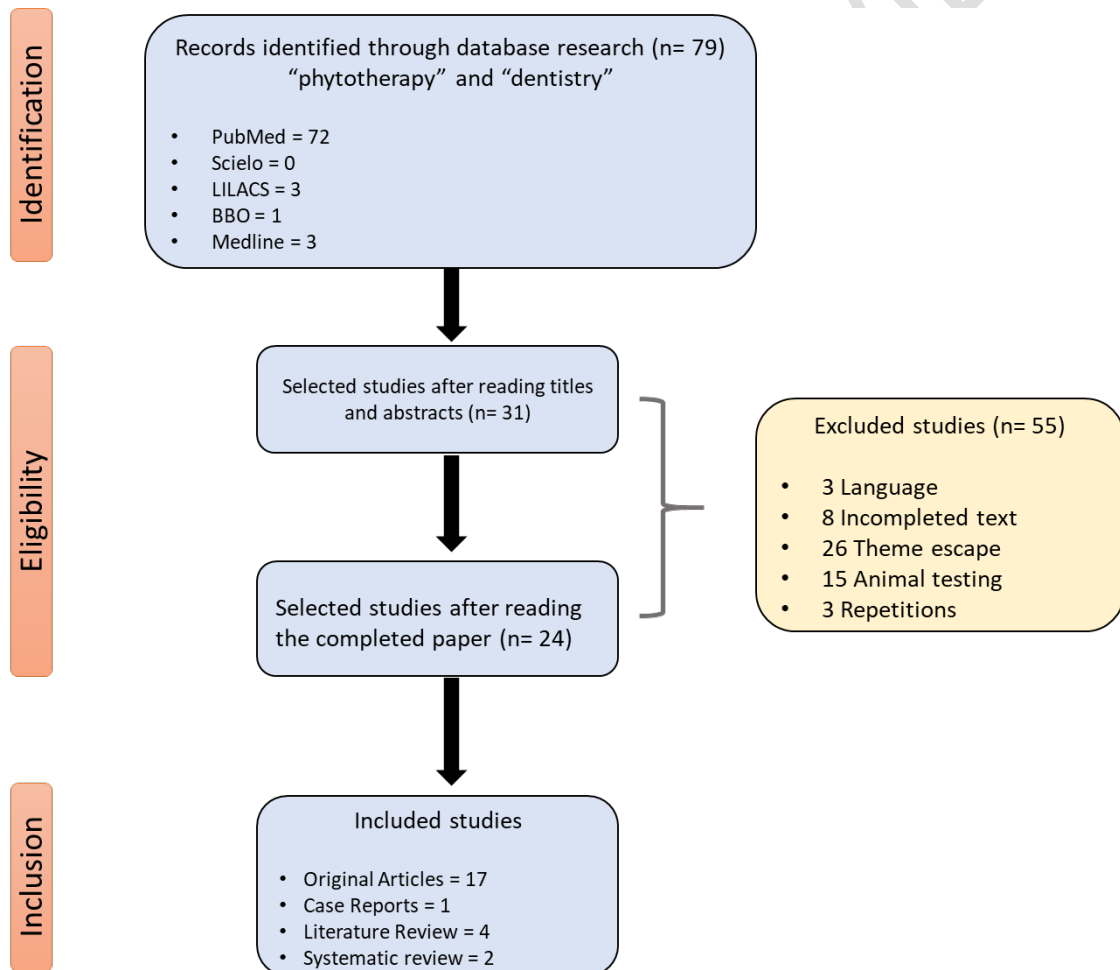 Identification
Records identified through database research (n= 79)
“phytotherapy” and “dentistry”
• PubMed = 72
• Scielo = 0
• LILACS = 3
• BBO = 1
• Medline = 3
Eligibility
Selected studies after reading titles
and abstracts (n= 31)
Selected studies after reading
the completed paper (n= 24)
Excluded studies (n= 55)
• 3 Language
• 8 Incompleted text
• 26 Theme escape
• 15 Animal testing
• 3 Repetitions
Inclusion
Included studies
• Original Articles = 17
• Case Reports = 1
• Literature Review = 4
• Systematic review = 2